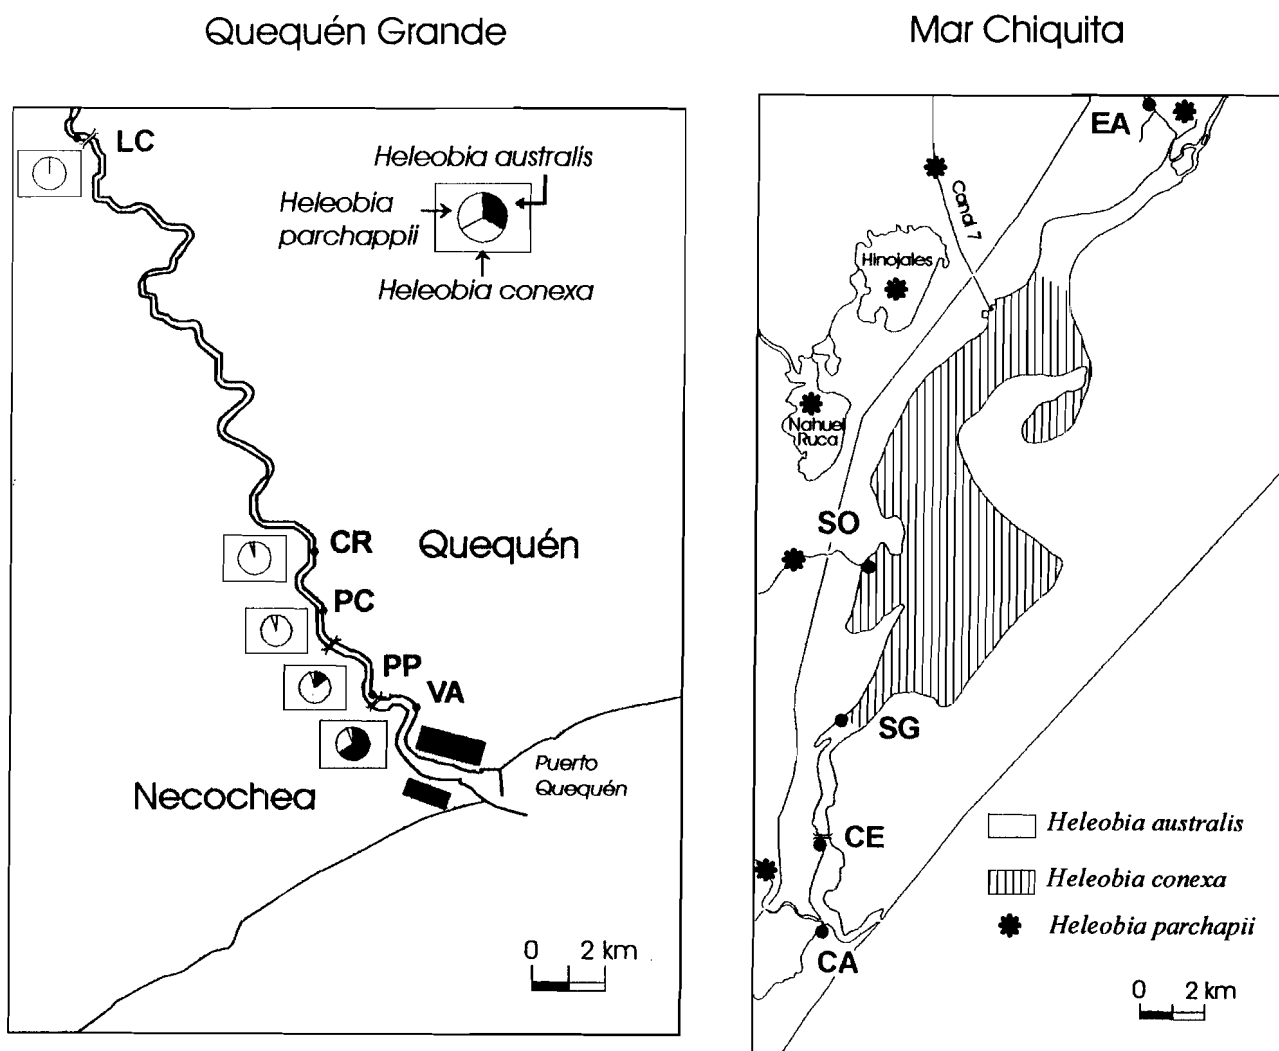 Quequén Grande
Mar Chiquita
LC
Heleobia australis
Heleobia
parchappii
Heleobia conexa
CR
Quequén
PC
PP
VA
Puerto
Quequén
Necochea
0 2 km
EA
Canal 7
Hinojales
Nahuel
Ruca
SO
SG
CE
CA
Heleobia australis
Heleobia conexa
Heleobia parchapii
0 2 km